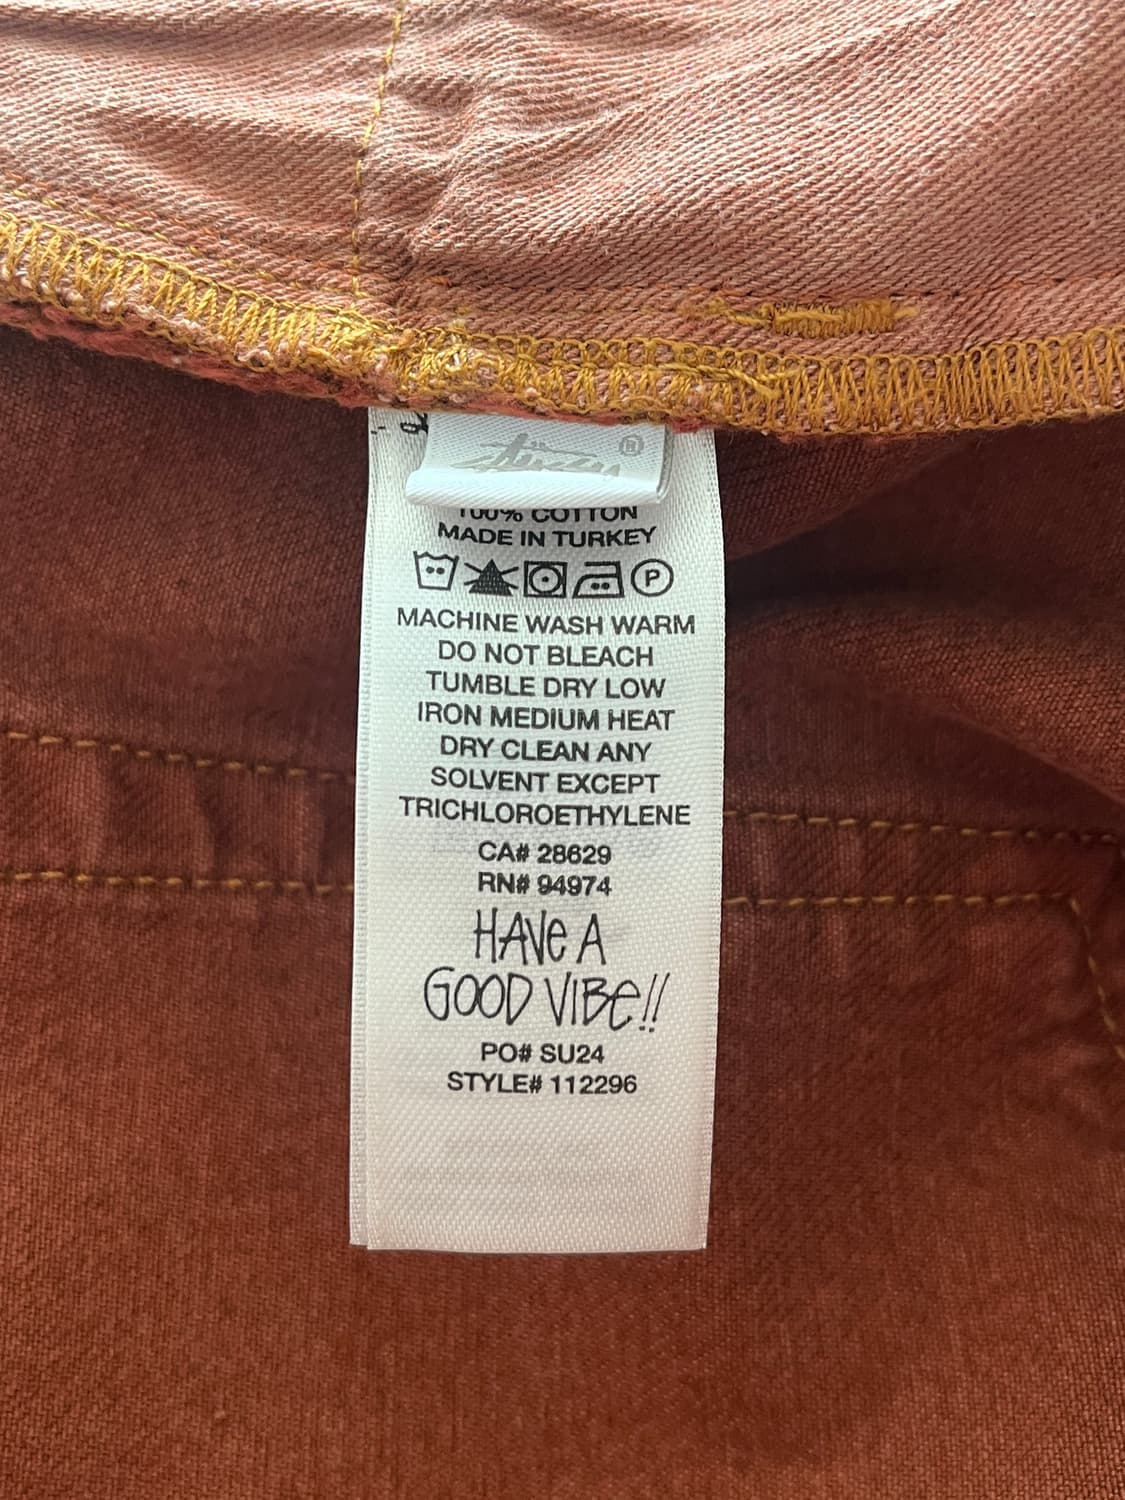 Stüssy ®
100% COTTON
MADE IN TURKEY
P
MACHINE WASH WARM
DO NOT BLEACH
TUMBLE DRY LOW
IRON MEDIUM HEAT
DRY CLEAN ANY
SOLVENT EXCEPT
TRICHLOROETHYLENE
CA# 28629
RN# 94974
HAVe A
GOOD VIBe!!
PO# SU24
STYLE# 112296